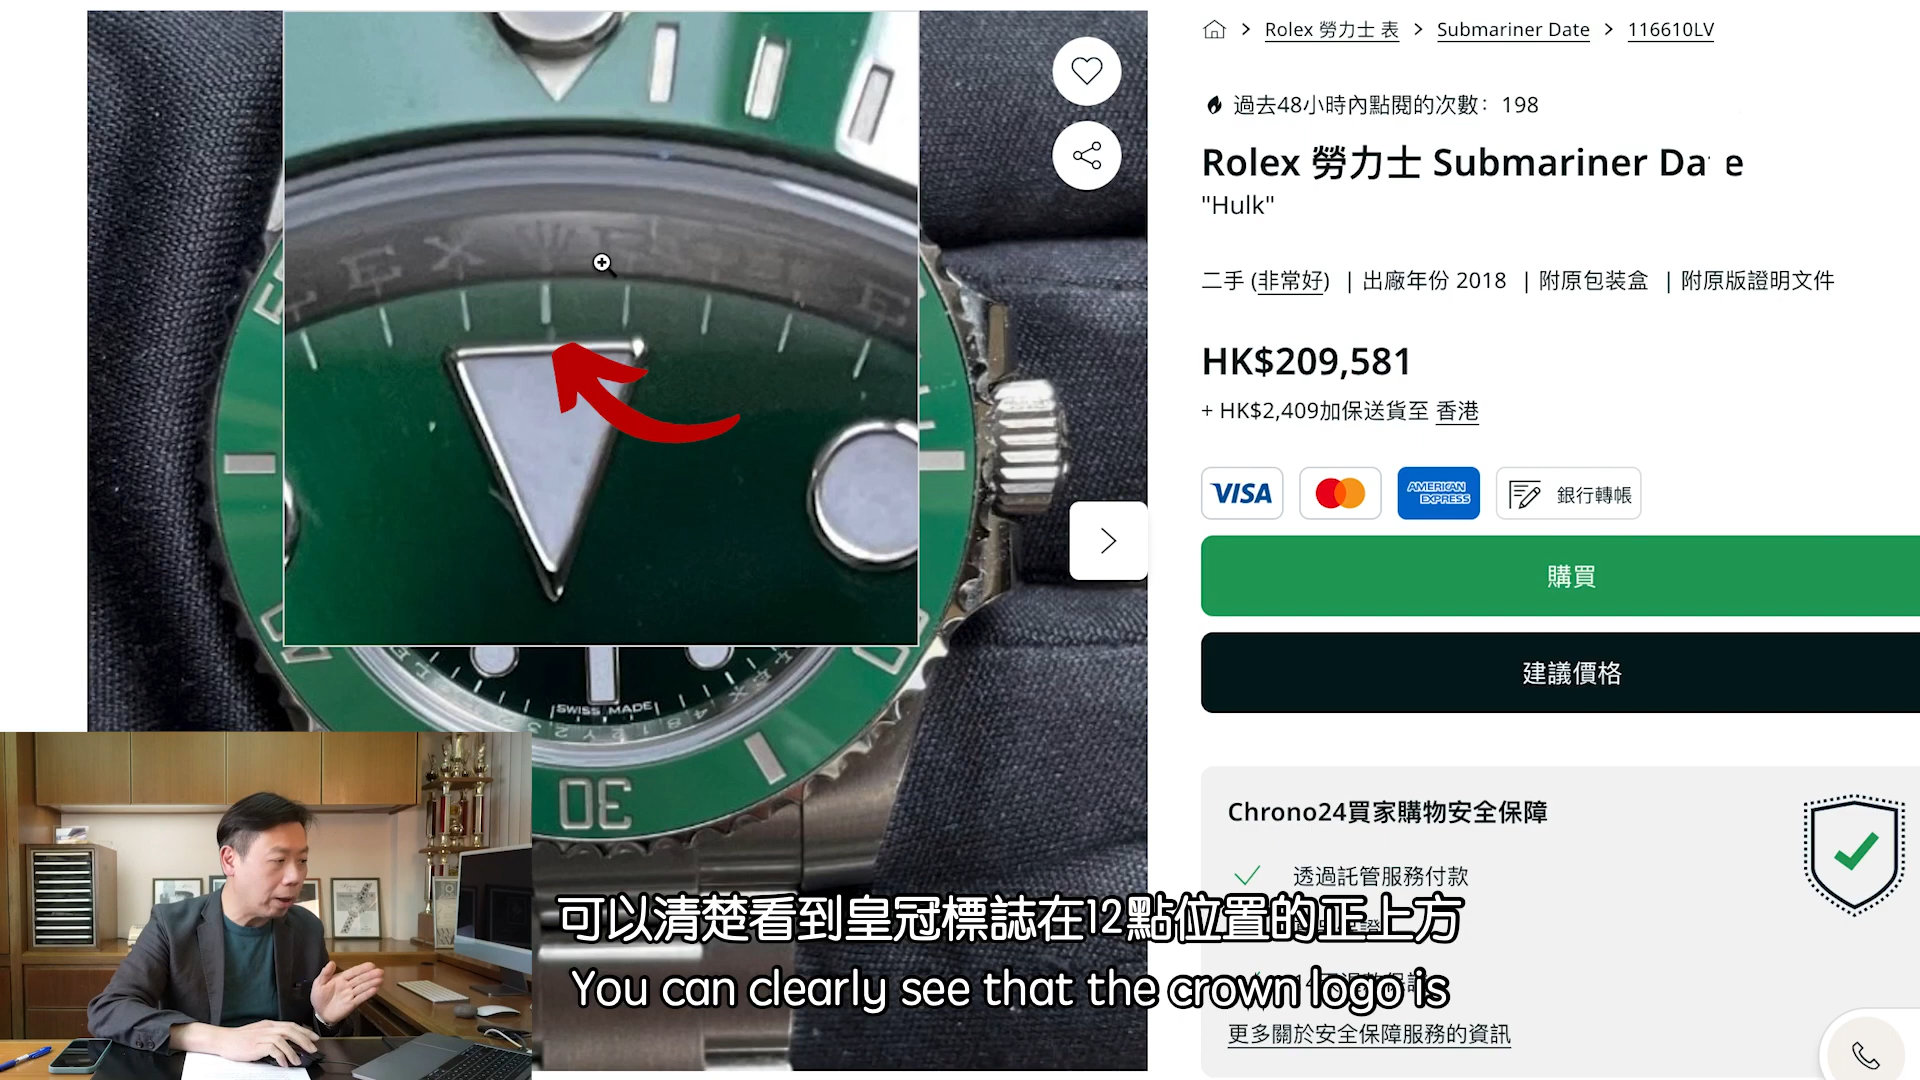 Rolex 勞力士 表 > Submariner Date > 116610LV
過去48小時內點閱的次數：198
Rolex 勞力士 Submariner Da e
"Hulk"
二手 (非常好) | 出廠年份 2018 | 附原包装盒 | 附原版證明文件
HK$209,581
+ HK$2,409加保送貨至 香港
VISA
AMERICAN EXPRESS
銀行轉帳
購買
建議價格
Chrono24買家購物安全保障
透過託管服務付款
更多關於安全保障服務的資訊
SWISS MADE
30
可以清楚看到皇冠標誌在12點位置的正上方
You can clearly see that the crown logo is